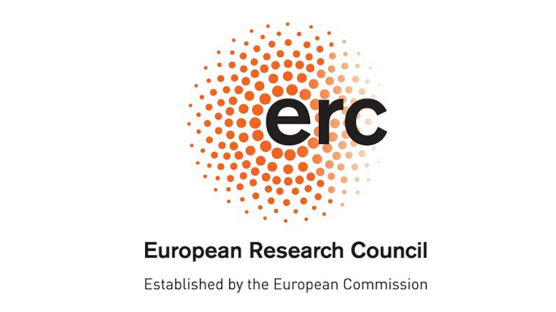 erc
European Research Council
Established by the European Commission